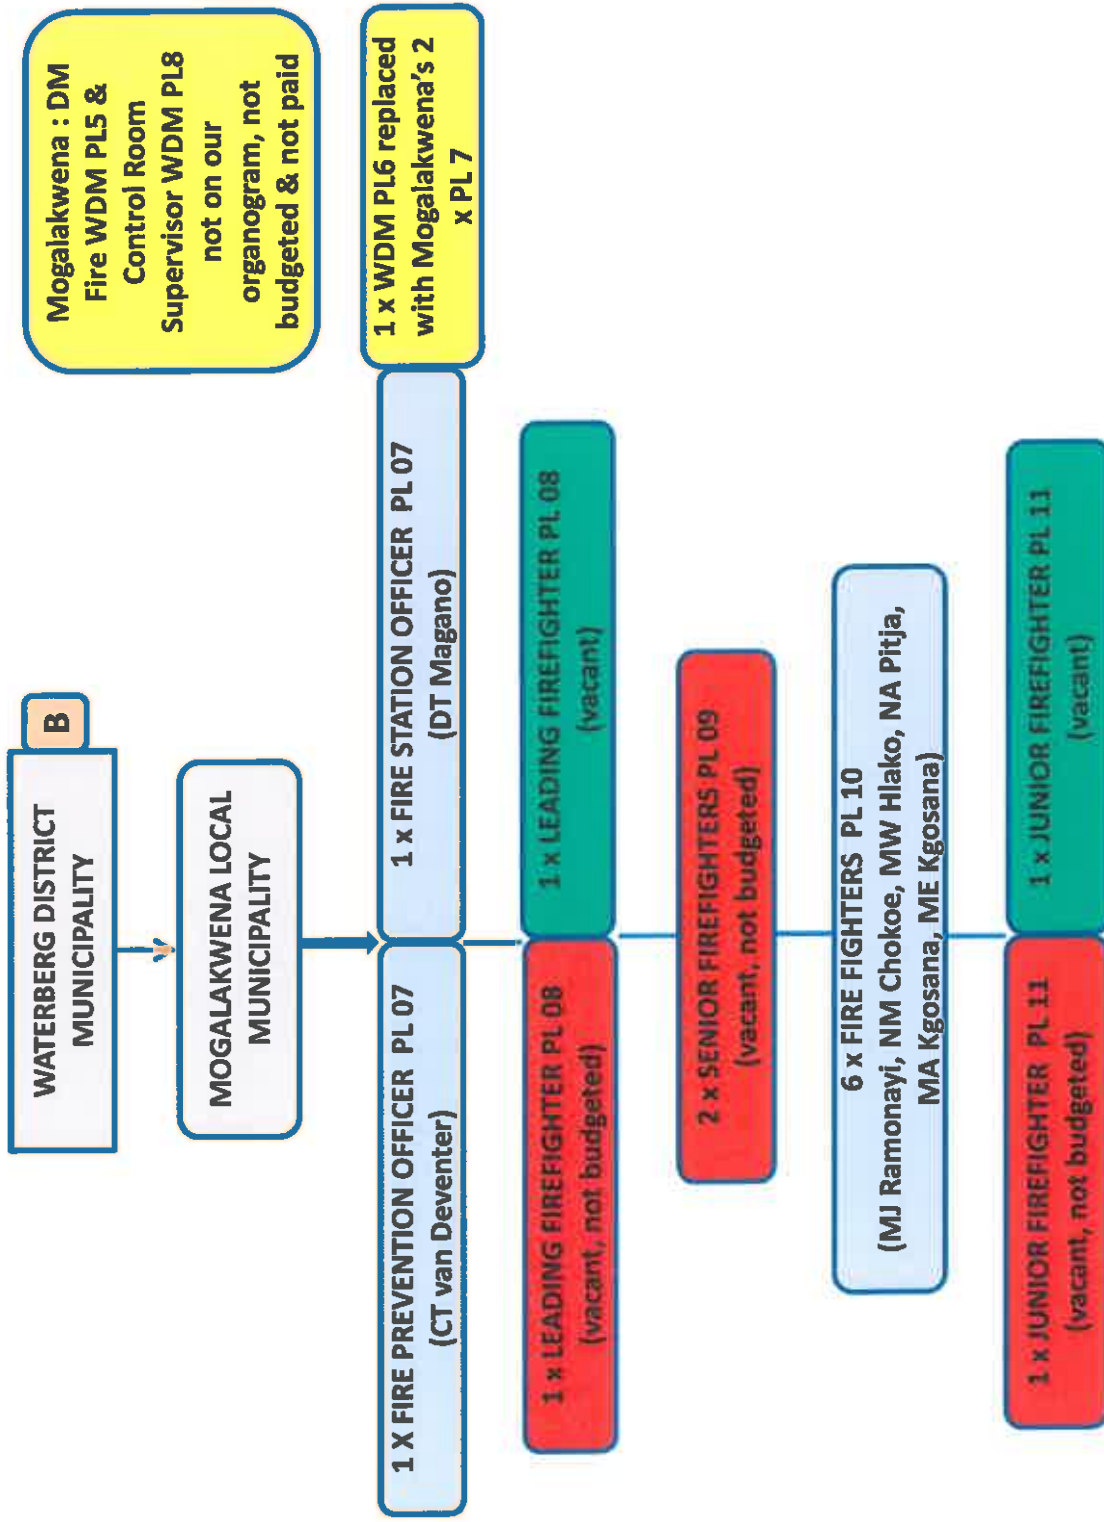 WATERBERG DISTRICT
MUNICIPALITY
B
MOGALAKWENA LOCAL
MUNICIPALITY
Mogalakwena : DM
Fire WDM PL5 &
Control Room
Supervisor WDM PL8
not on our
organogram, not
budgeted & not paid
1 X FIRE PREVENTION OFFICER PL 07
(CT van Deventer)
1 x FIRE STATION OFFICER PL 07
(DT Magano)
1 x WDM PL6 replaced
with Mogalakwena's 2
x PL 7
1 x LEADING FIREFIGHTER PL 08
(vacant, not budgeted)
1 x LEADING FIREFIGHTER PL 08
(vacant)
2 x SENIOR FIREFIGHTERS PL 09
(vacant, not budgeted)
6 x FIRE FIGHTERS PL 10
(MJ Ramonayi, NM Chokoe, MW Hlako, NA Pitja,
MA Kgosana, ME Kgosana)
1 x JUNIOR FIREFIGHTER PL 11
(vacant, not budgeted)
1 x JUNIOR FIREFIGHTER PL 11
(vacant)